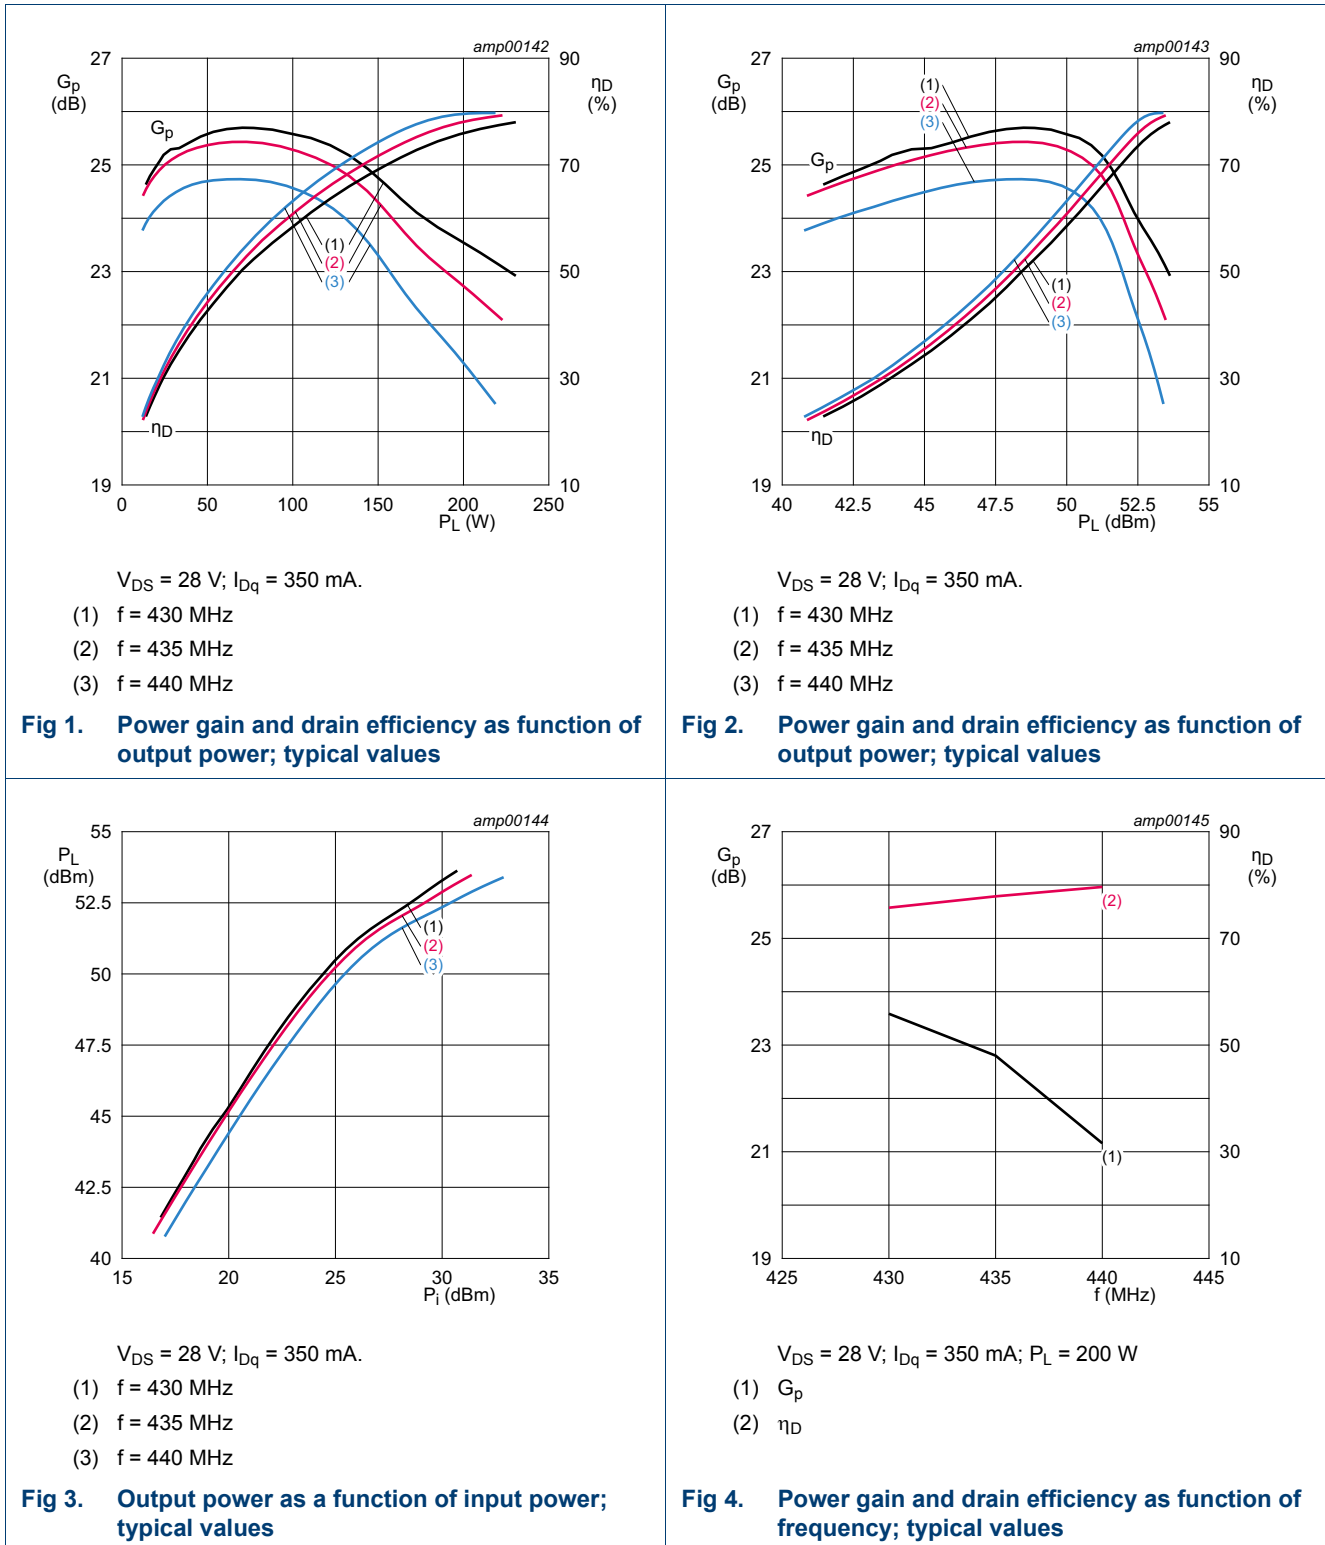 amp00142
27
90
Gp
(dB)
ηD
(%)
Gp
25
70
(1)
(2)
(3)
23
50
21
30
ηD
19
10
0
50
100
150
200
250
PL (W)
VDS = 28 V; IDq = 350 mA.
(1) f = 430 MHz
(2) f = 435 MHz
(3) f = 440 MHz
Fig 1. Power gain and drain efficiency as function of
output power; typical values
amp00143
27
90
Gp
(dB)
ηD
(%)
(1)
(2)
(3)
Gp
25
70
23
50
(1)
(2)
(3)
21
30
ηD
19
10
40
42.5
45
47.5
50
52.5
55
PL (dBm)
VDS = 28 V; IDq = 350 mA.
(1) f = 430 MHz
(2) f = 435 MHz
(3) f = 440 MHz
Fig 2. Power gain and drain efficiency as function of
output power; typical values
amp00144
55
PL
(dBm)
52.5
(1)
(2)
(3)
50
47.5
45
42.5
40
15
20
25
30
35
Pi (dBm)
VDS = 28 V; IDq = 350 mA.
(1) f = 430 MHz
(2) f = 435 MHz
(3) f = 440 MHz
Fig 3. Output power as a function of input power;
typical values
amp00145
27
90
Gp
(dB)
ηD
(%)
(2)
25
70
23
50
21
30
(1)
19
10
425
430
435
440
445
f (MHz)
VDS = 28 V; IDq = 350 mA; PL = 200 W
(1) Gp
(2) ηD
Fig 4. Power gain and drain efficiency as function of
frequency; typical values